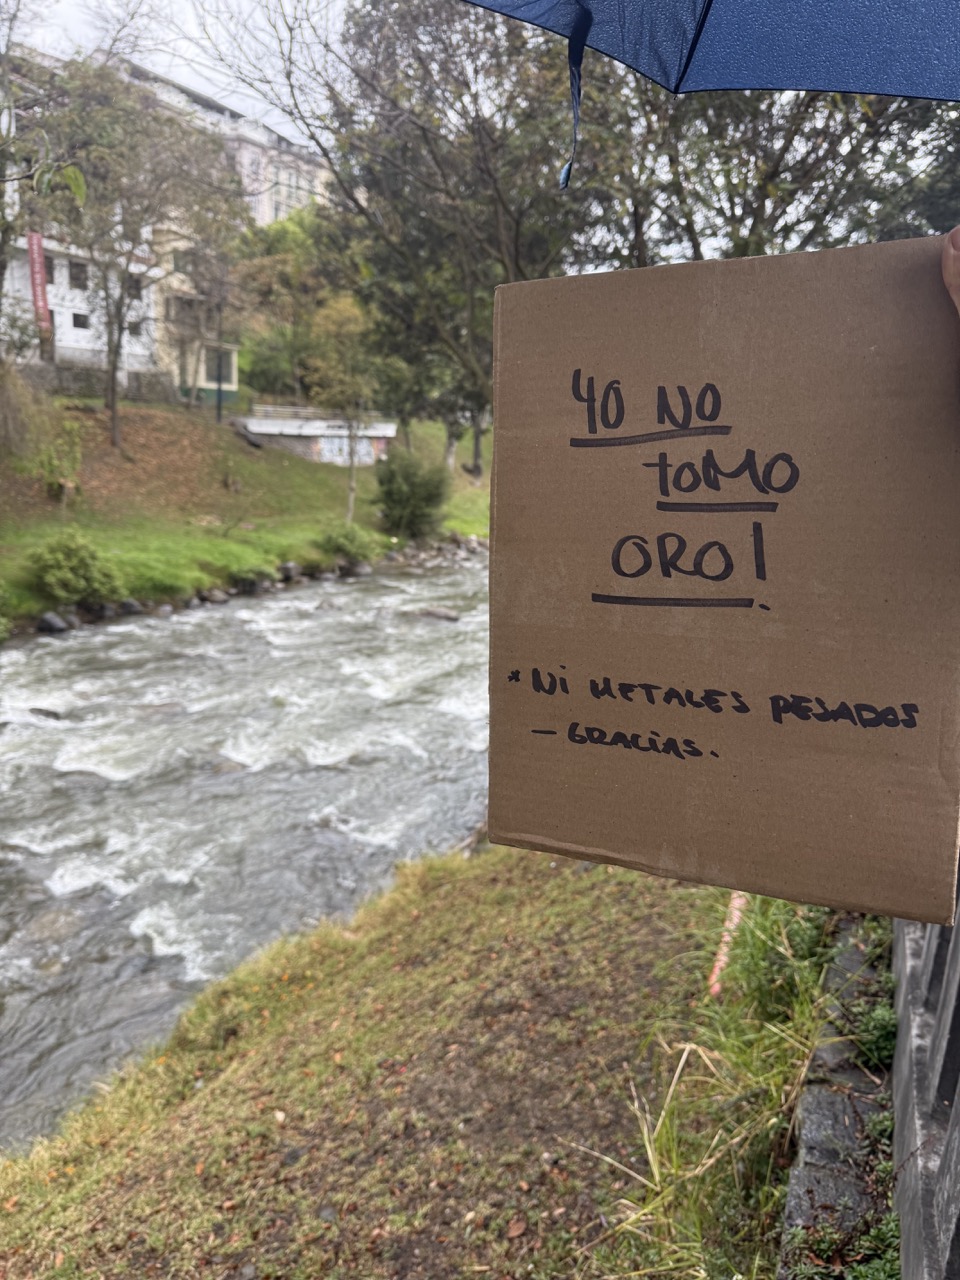 YO NO
toMO
ORO!
* Ni METALES PESADOS
– GRACiAS.